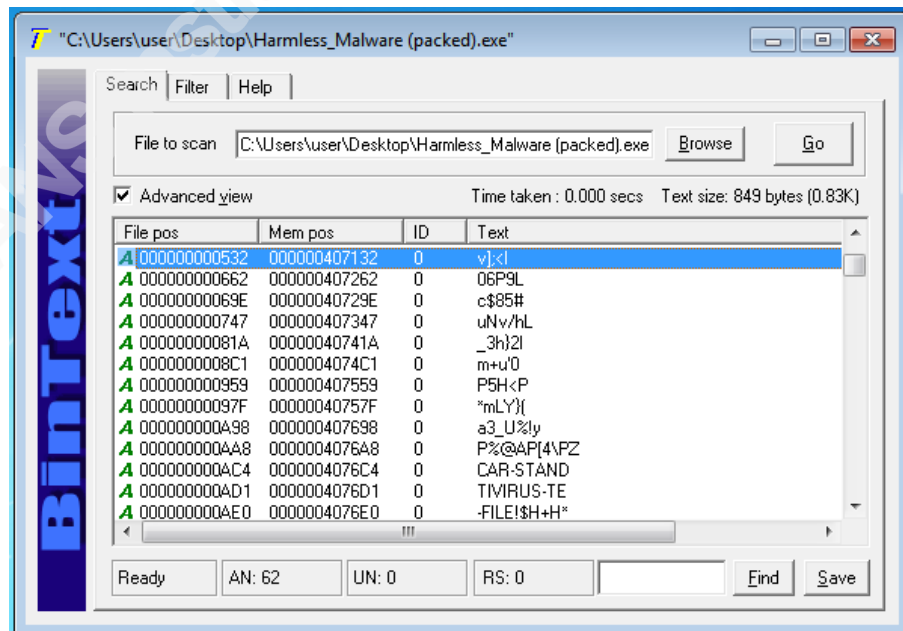 "C:\Users\user\Desktop\Harmless_Malware (packed).exe"
Search Filter Help
File to scan C:\Users\user\Desktop\Harmless_Malware (packed).exe Browse Go
Advanced view Time taken : 0.000 secs Text size: 849 bytes (0.83K)
File pos Mem pos ID Text
A 000000000532 000000407132 0 v];<l
A 000000000662 000000407262 0 06P9L
A 00000000069E 00000040729E 0 c$85#
A 000000000747 000000407347 0 uNv/hL
A 00000000081A 00000040741A 0 _3h}2l
A 0000000008C1 0000004074C1 0 m+u'0
A 000000000959 000000407559 0 P5H<P
A 00000000097F 00000040757F 0 *mLY}{
A 000000000A98 000000407698 0 a3_U%!y
A 000000000AA8 0000004076A8 0 P%@AP[4\PZ
A 000000000AC4 0000004076C4 0 CAR-STAND
A 000000000AD1 0000004076D1 0 TIVIRUS-TE
A 000000000AE0 0000004076E0 0 -FILE!$H+H*
BinText
Ready AN: 62 UN: 0 RS: 0 Find Save